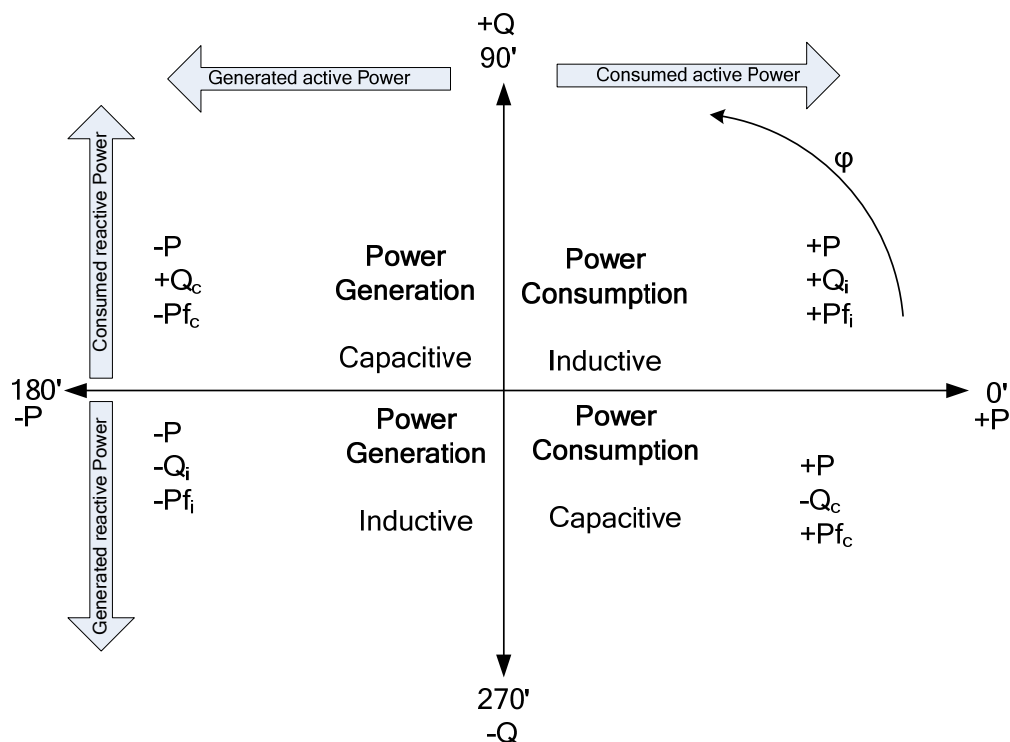 +Q
90'
Generated active Power
Consumed active Power
φ
Consumed reactive Power
-P
+Qc
-Pfc
Power
Generation
Capacitive
Power
Consumption
Inductive
+P
+Qi
+Pfi
180'
-P
0'
+P
Generated reactive Power
-P
-Qi
-Pfi
Power
Generation
Inductive
Power
Consumption
Capacitive
+P
-Qc
+Pfc
270'
-Q